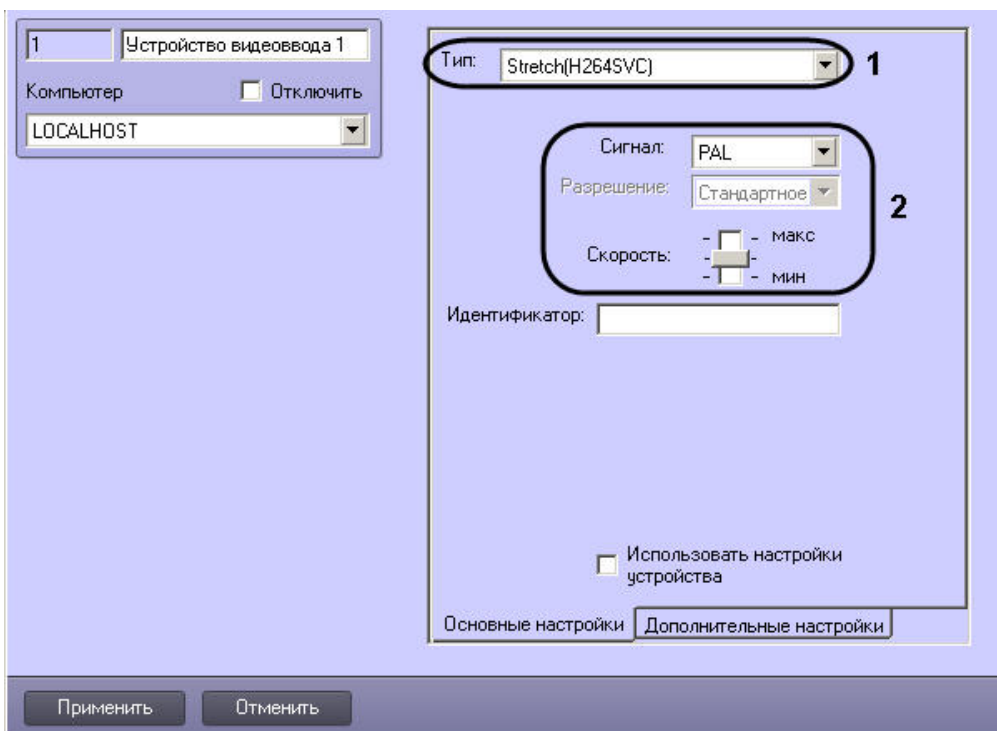 1 Устройство видеоввода 1
Компьютер Отключить
LOCALHOST
Тип: Stretch(H264SVC) 1
Сигнал: PAL
Разрешение: Стандартное
2
- - макс
Скорость: - -
- - мин
Идентификатор:
Использовать настройки
устройства
Основные настройки Дополнительные настройки
Применить Отменить